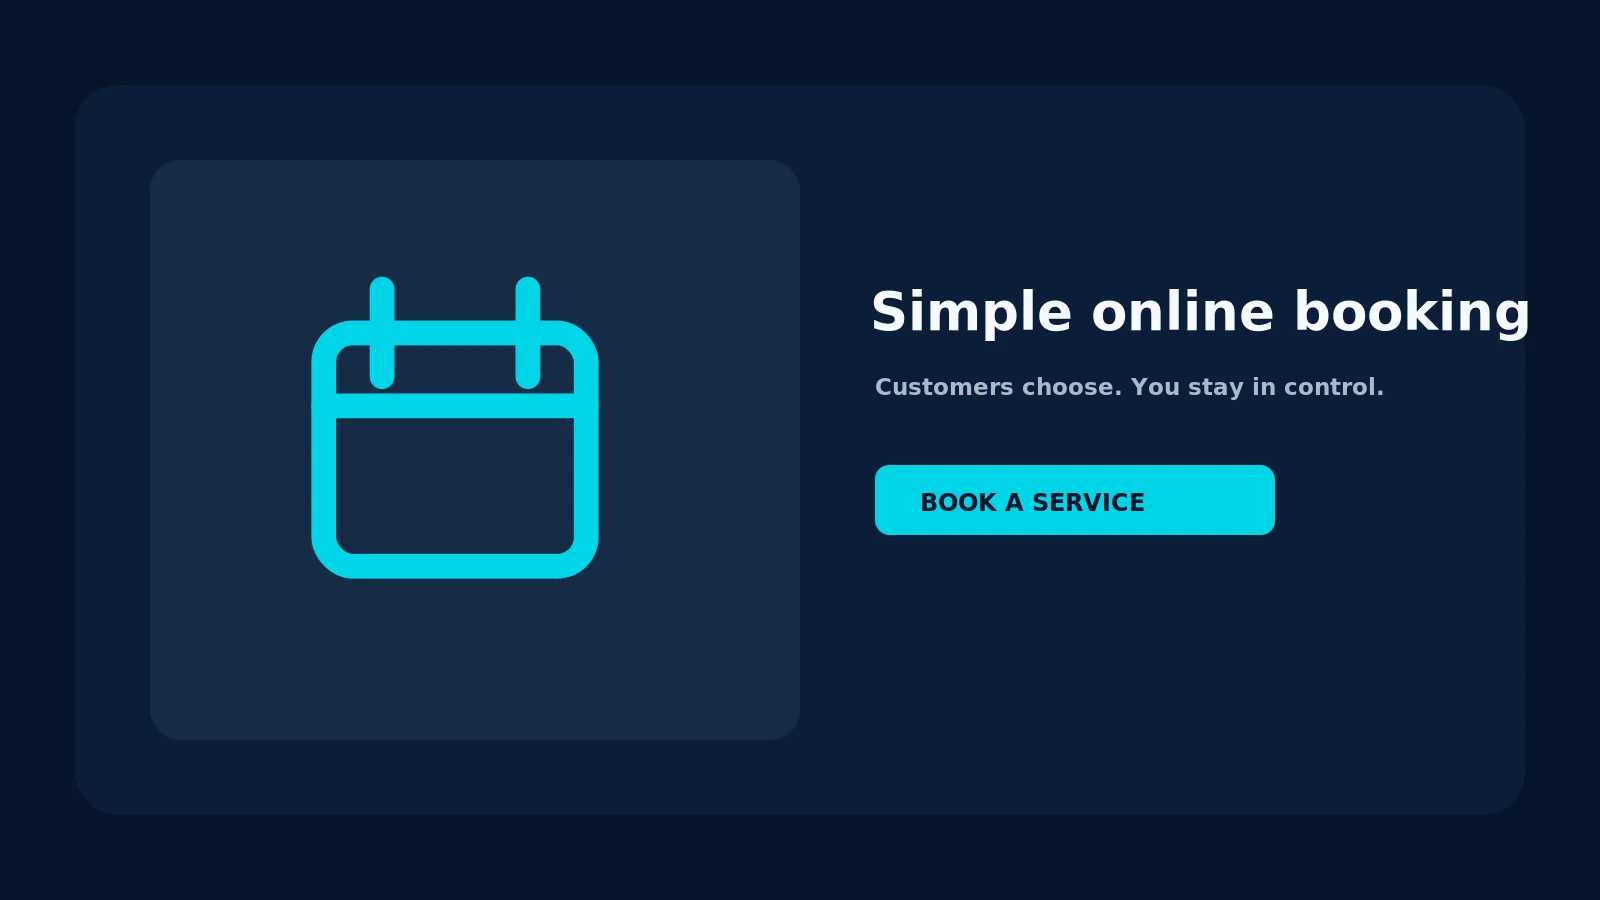 Simple online booking
Customers choose. You stay in control.
BOOK A SERVICE